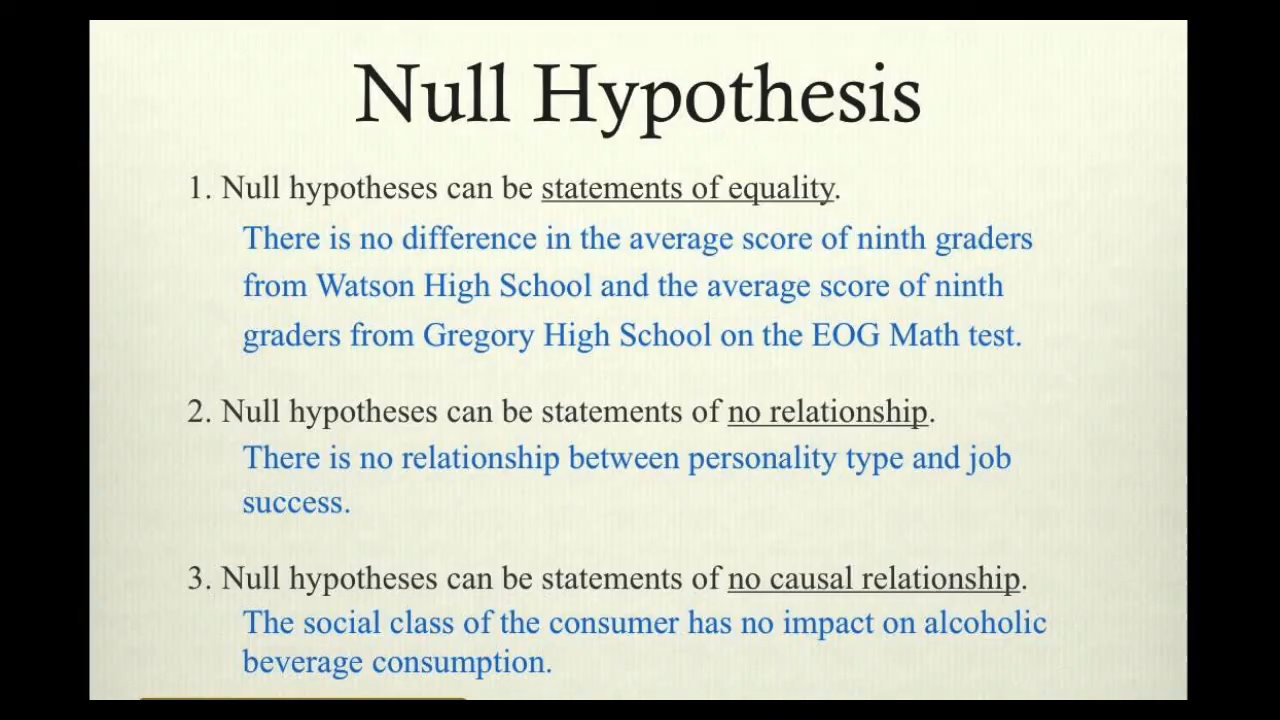 Null Hypothesis
1. Null hypotheses can be statements of equality.
There is no difference in the average score of ninth graders
from Watson High School and the average score of ninth
graders from Gregory High School on the EOG Math test.
2. Null hypotheses can be statements of no relationship.
There is no relationship between personality type and job
success.
3. Null hypotheses can be statements of no causal relationship.
The social class of the consumer has no impact on alcoholic
beverage consumption.